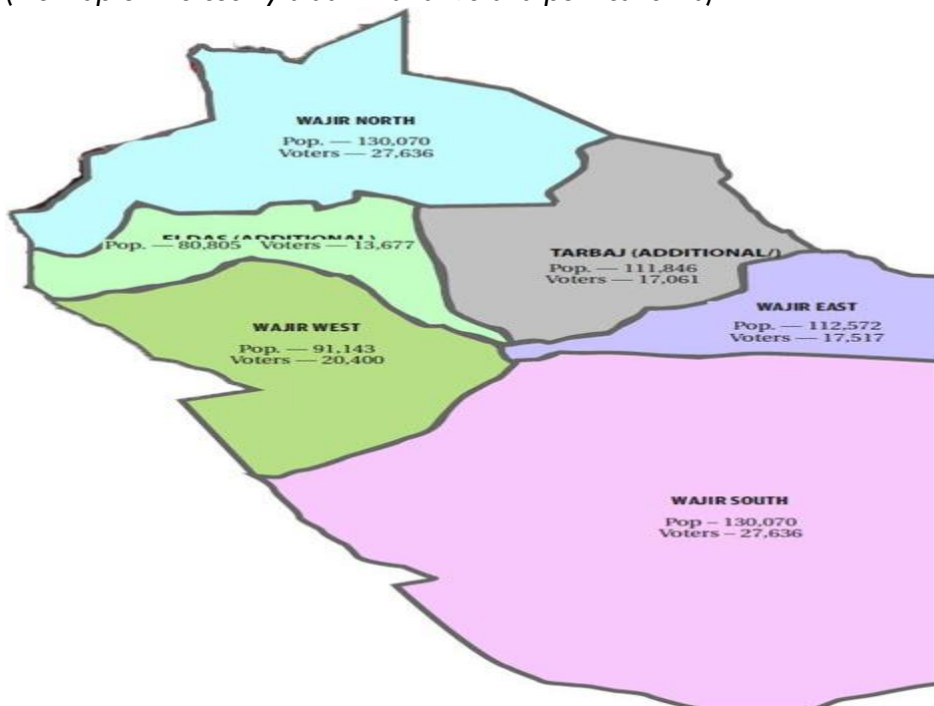 WAJIR NORTH
Pop. — 130,070
Voters — 27,636
ELDAS (ADDITIONAL)
Pop. — 80,805 Voters — 13,677
TARBAJ (ADDITIONAL/)
Pop. — 111,846
Voters — 17,061
WAJIR EAST
Pop. — 112,572
Voters — 17,517
WAJIR WEST
Pop. — 91,143
Voters — 20,400
WAJIR SOUTH
Pop – 130,070
Voters – 27,636